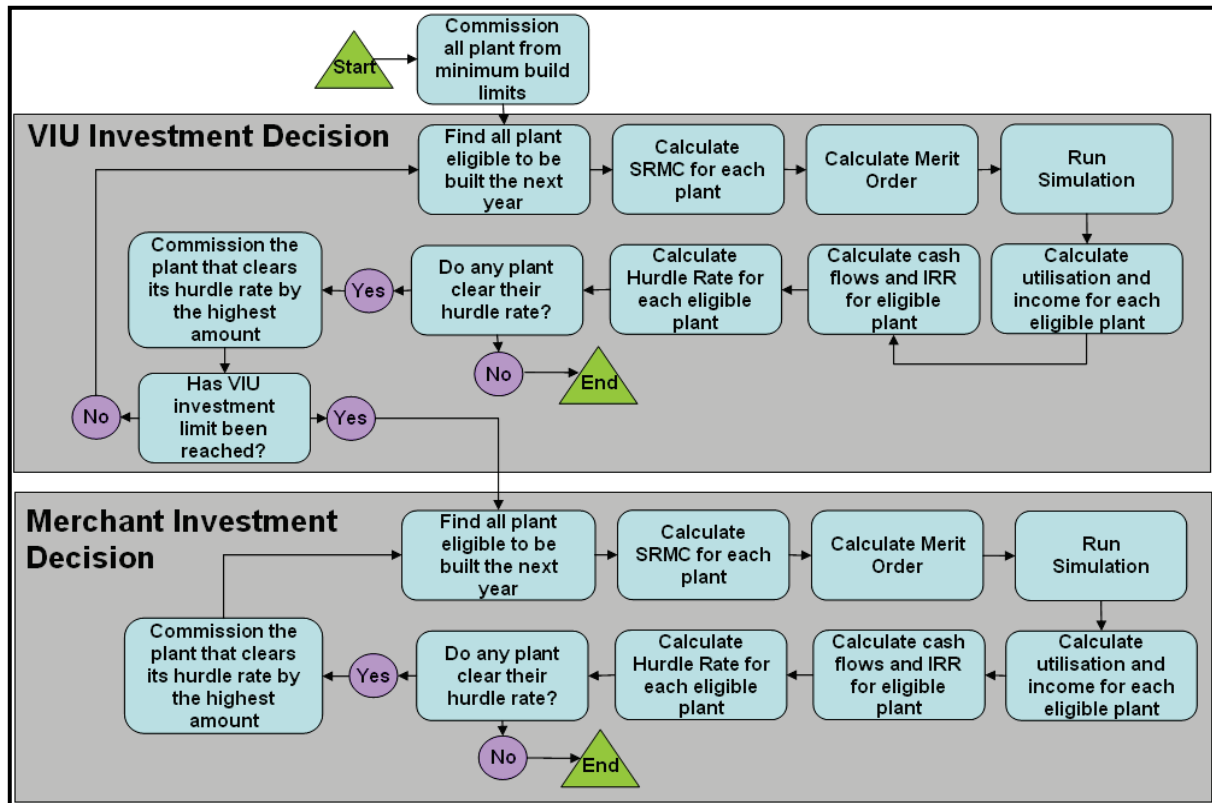 Start
Commission
all plant from
minimum build
limits
VIU Investment Decision
Find all plant
eligible to be
built the next
year
Calculate
SRMC for each
plant
Calculate Merit
Order
Run
Simulation
Calculate
utilisation and
income for each
eligible plant
Calculate cash
flows and IRR
for eligible
plant
Calculate
Hurdle Rate for
each eligible
plant
Do any plant
clear their
hurdle rate?
Yes
No
End
Commission the
plant that clears
its hurdle rate by
the highest
amount
Has VIU
investment
limit been
reached?
No
Yes
Merchant Investment
Decision
Find all plant
eligible to be
built the next
year
Calculate
SRMC for each
plant
Calculate Merit
Order
Run
Simulation
Calculate
utilisation and
income for each
eligible plant
Calculate cash
flows and IRR
for eligible
plant
Calculate
Hurdle Rate for
each eligible
plant
Do any plant
clear their
hurdle rate?
Yes
No
End
Commission the
plant that clears
its hurdle rate by
the highest
amount